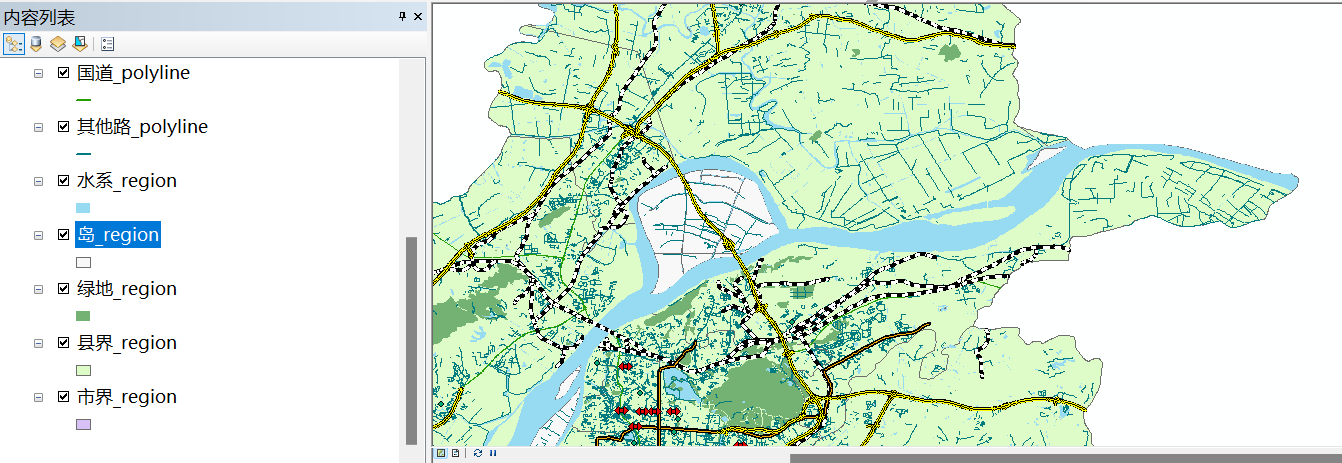 内容列表
国道_polyline
其他路_polyline
水系_region
岛_region
绿地_region
县界_region
市界_region